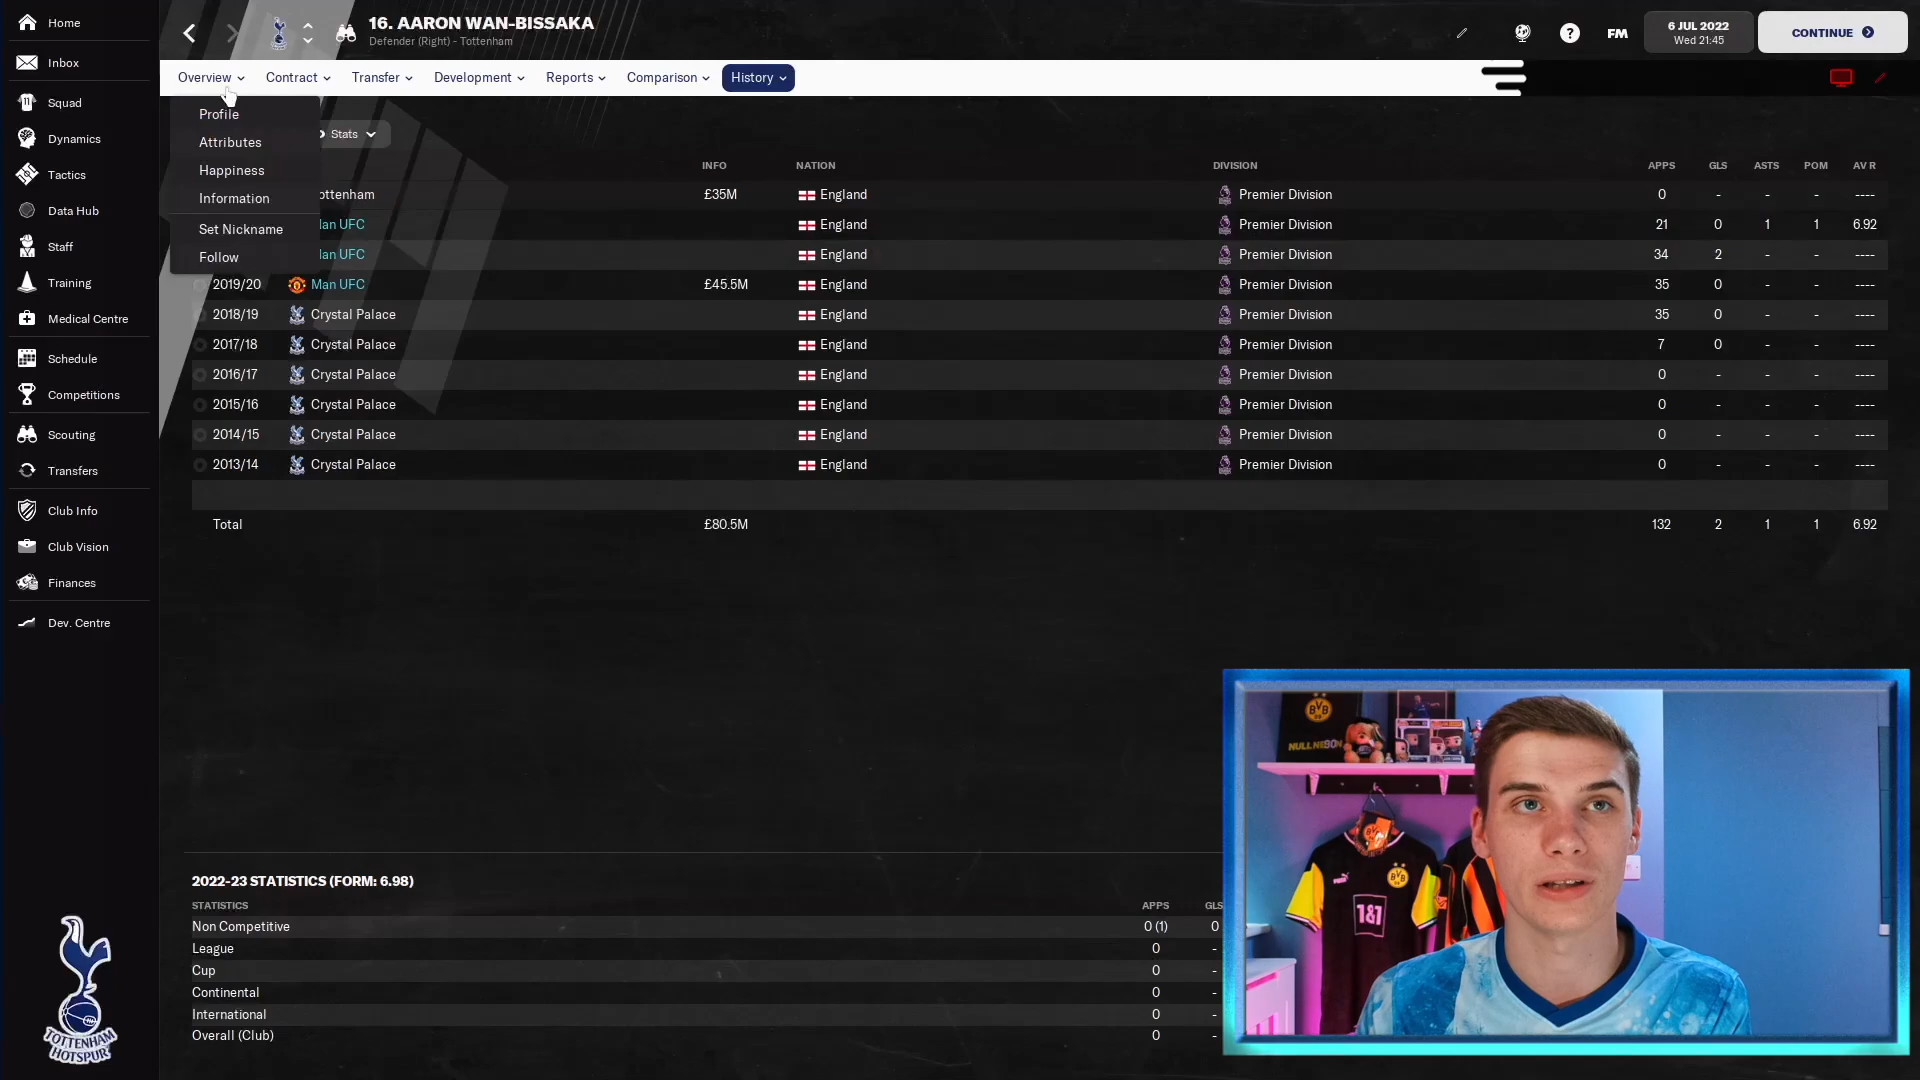 Home
Inbox
Squad
Dynamics
Tactics
Data Hub
Staff
Training
Medical Centre
Schedule
Competitions
Scouting
Transfers
Club Info
Club Vision
Finances
Dev. Centre
TOTTENHAM
HOTSPUR
16. AARON WAN-BISSAKA
Defender (Right) - Tottenham
FM
6 JUL 2022
Wed 21:45
CONTINUE
Overview Contract Transfer Development Reports Comparison History
Profile
Attributes
Happiness
Information
Set Nickname
Follow
Stats
INFO NATION DIVISION APPS GLS ASTS POM AV R
ottenham £35M England Premier Division 0 - - - ----
an UFC England Premier Division 21 0 1 1 6.92
an UFC England Premier Division 34 2 - - ----
2019/20 Man UFC £45.5M England Premier Division 35 0 - - ----
2018/19 Crystal Palace England Premier Division 35 0 - - ----
2017/18 Crystal Palace England Premier Division 7 0 - - ----
2016/17 Crystal Palace England Premier Division 0 - - - ----
2015/16 Crystal Palace England Premier Division 0 - - - ----
2014/15 Crystal Palace England Premier Division 0 - - - ----
2013/14 Crystal Palace England Premier Division 0 - - - ----
Total £80.5M 132 2 1 1 6.92
2022-23 STATISTICS (FORM: 6.98)
STATISTICS APPS GLS
Non Competitive 0 (1) 0
League 0 -
Cup 0 -
Continental 0 -
International 0 -
Overall (Club) 0 -
BVB
09
BVB
09
1&1